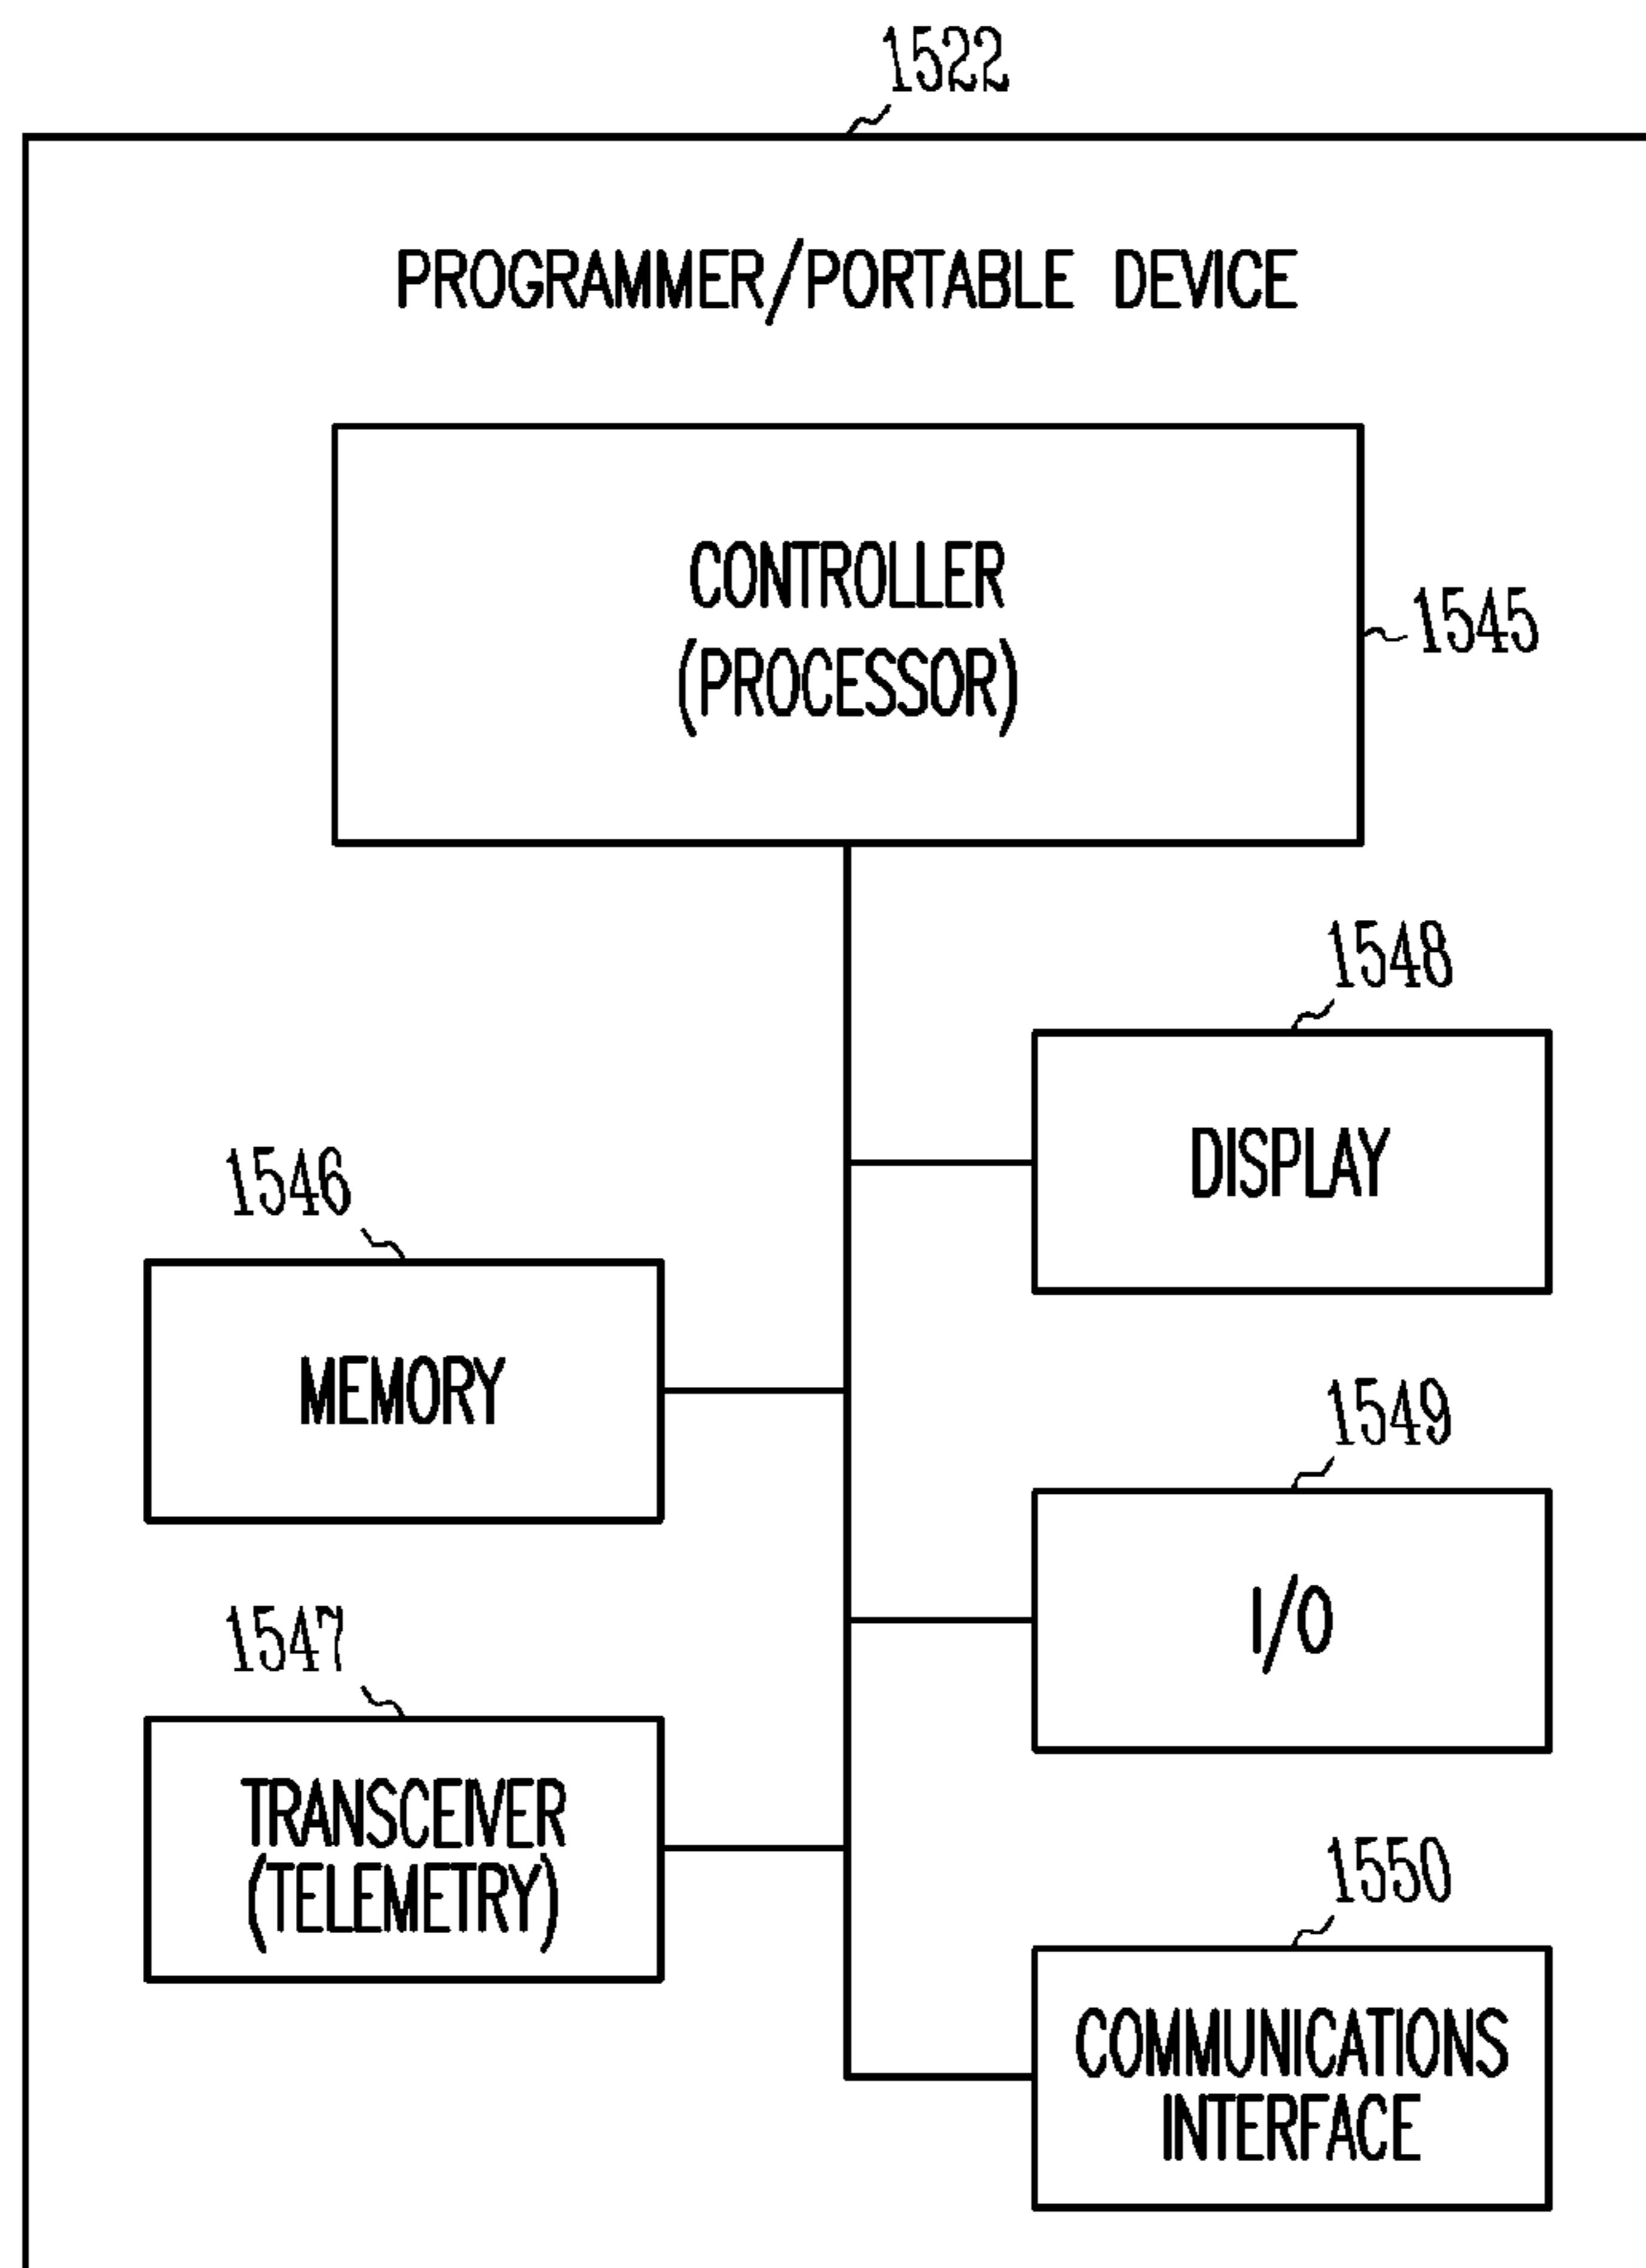 1522
PROGRAMMER/PORTABLE DEVICE
CONTROLLER
(PROCESSOR)
1545
1548
DISPLAY
1546
MEMORY
1549
I/O
1547
TRANSCEIVER
(TELEMETRY)
1550
COMMUNICATIONS
INTERFACE